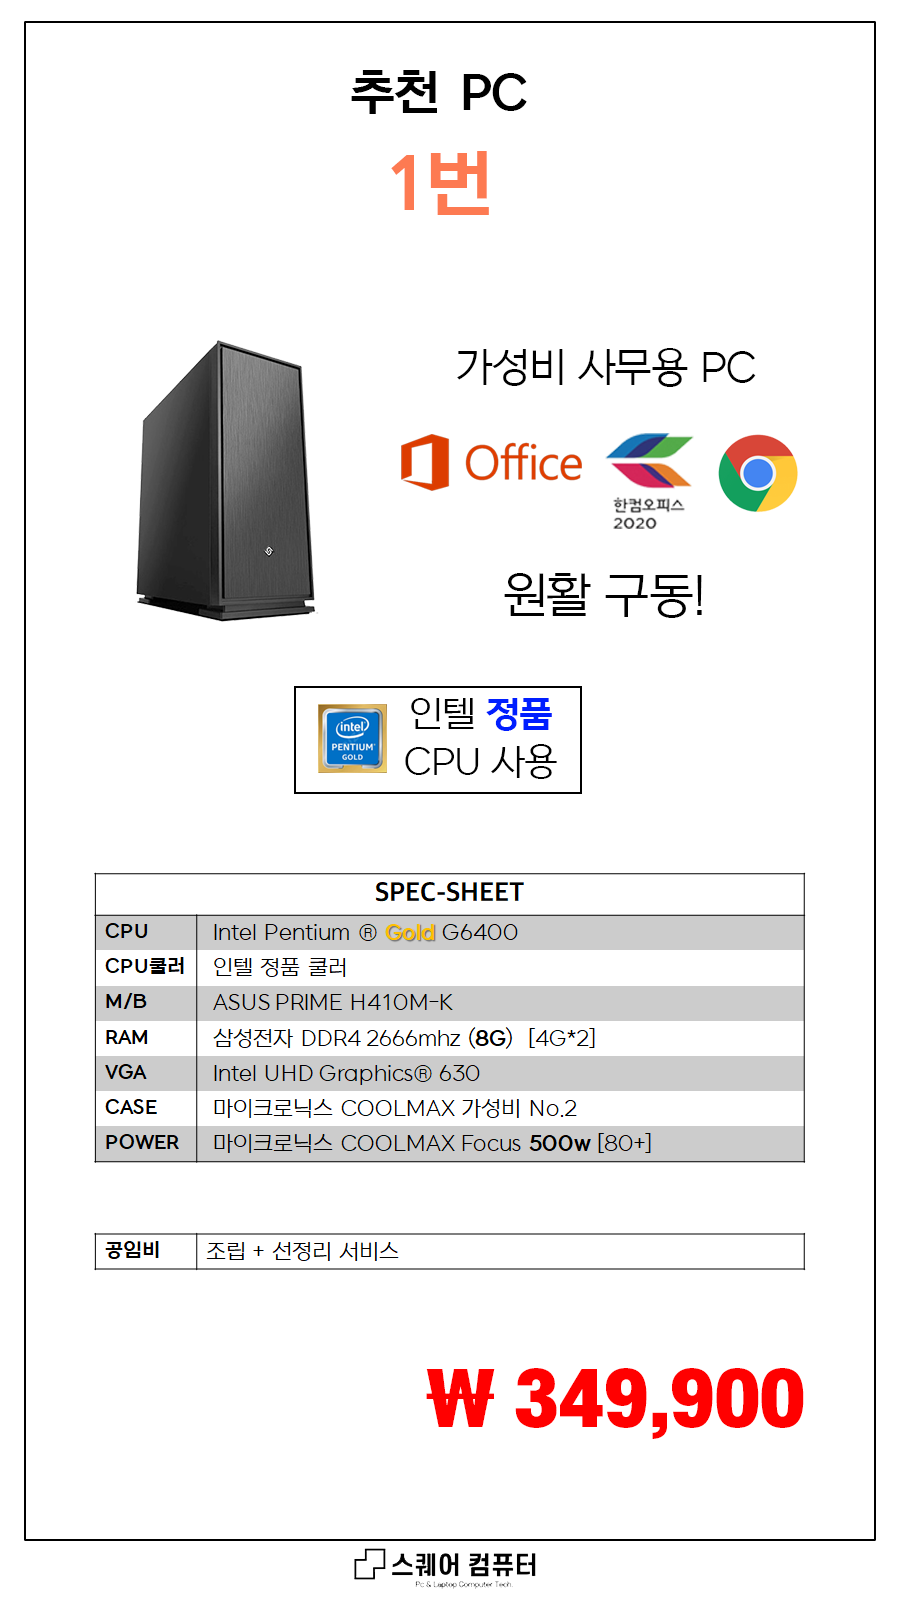 추천 PC
1번
가성비 사무용 PC
Office
한컴오피스
2020
원활 구동!
intel
PENTIUM®
GOLD
인텔 정품
CPU 사용
SPEC-SHEET
CPU Intel Pentium ® Gold G6400
CPU쿨러 인텔 정품 쿨러
M/B ASUS PRIME H410M-K
RAM 삼성전자 DDR4 2666mhz (8G) [4G*2]
VGA Intel UHD Graphics® 630
CASE 마이크로닉스 COOLMAX 가성비 No.2
POWER 마이크로닉스 COOLMAX Focus 500w [80+]
공임비 조립 + 선정리 서비스
₩ 349,900
스퀘어 컴퓨터
Pc & Laptop Computer Tech.